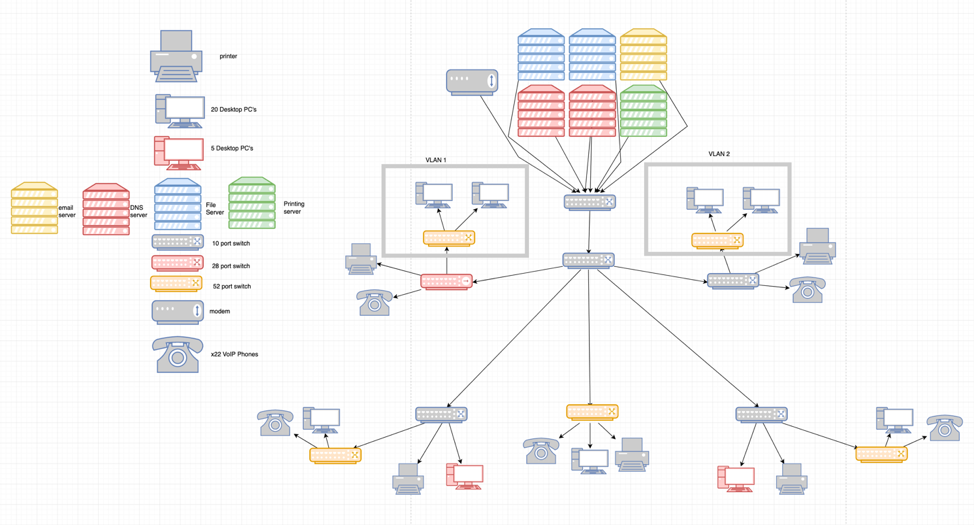 printer
20 Desktop PC's
5 Desktop PC's
email
server
DNS
server
File
Server
Printing
server
10 port switch
28 port switch
52 port switch
modem
x22 VoIP Phones
VLAN 1
VLAN 2